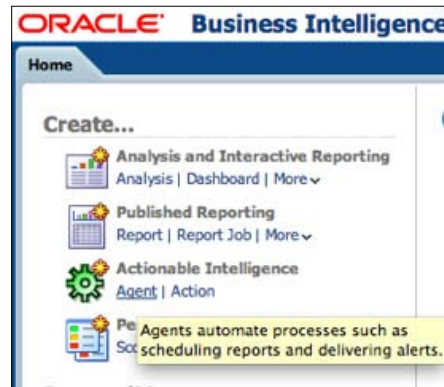 ORACLE® Business Intelligence
Home
Create...
Analysis and Interactive Reporting
Analysis | Dashboard | More
Published Reporting
Report | Report Job | More
Actionable Intelligence
Agent | Action
Pe
Sc
Agents automate processes such as
scheduling reports and delivering alerts.